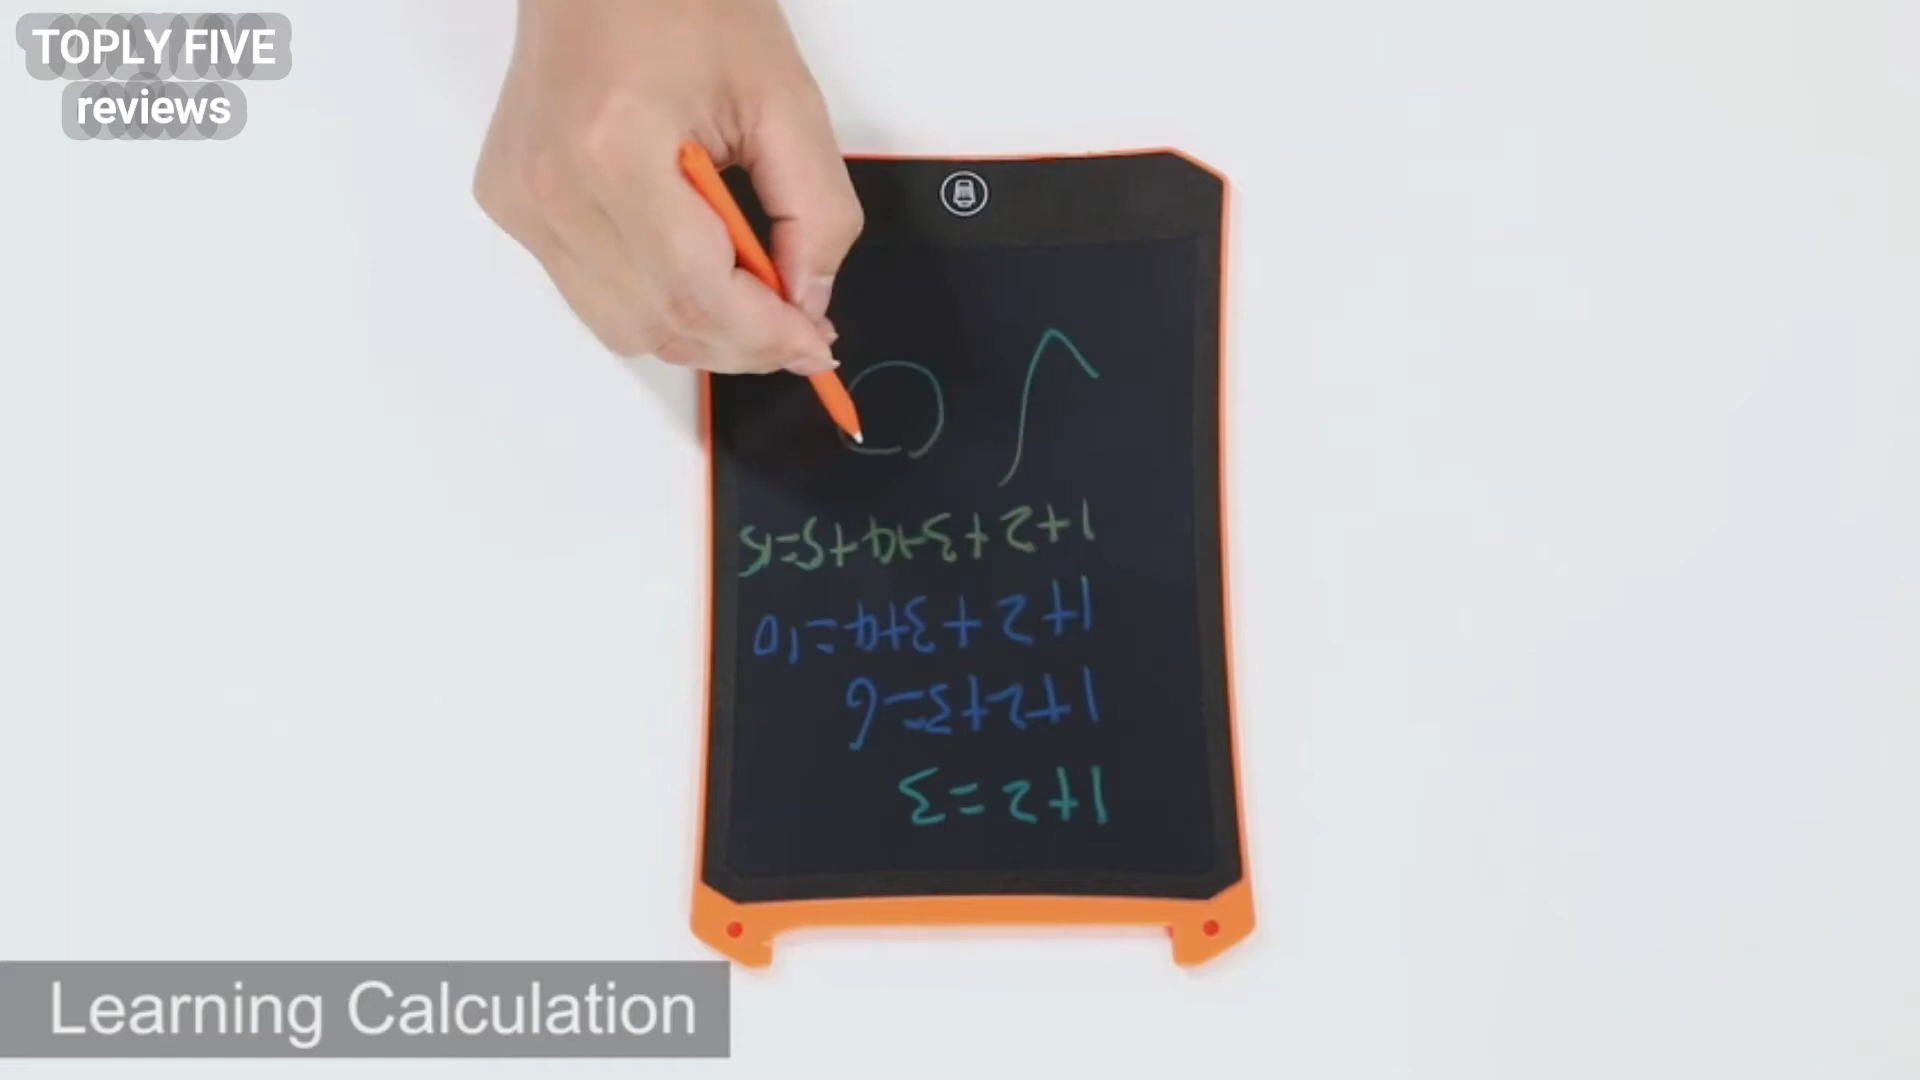 TOPLY FIVE
reviews
1+2=3
1+2+3=6
1+2+3+4=10
1+2+3+4+5=15
Learning Calculation